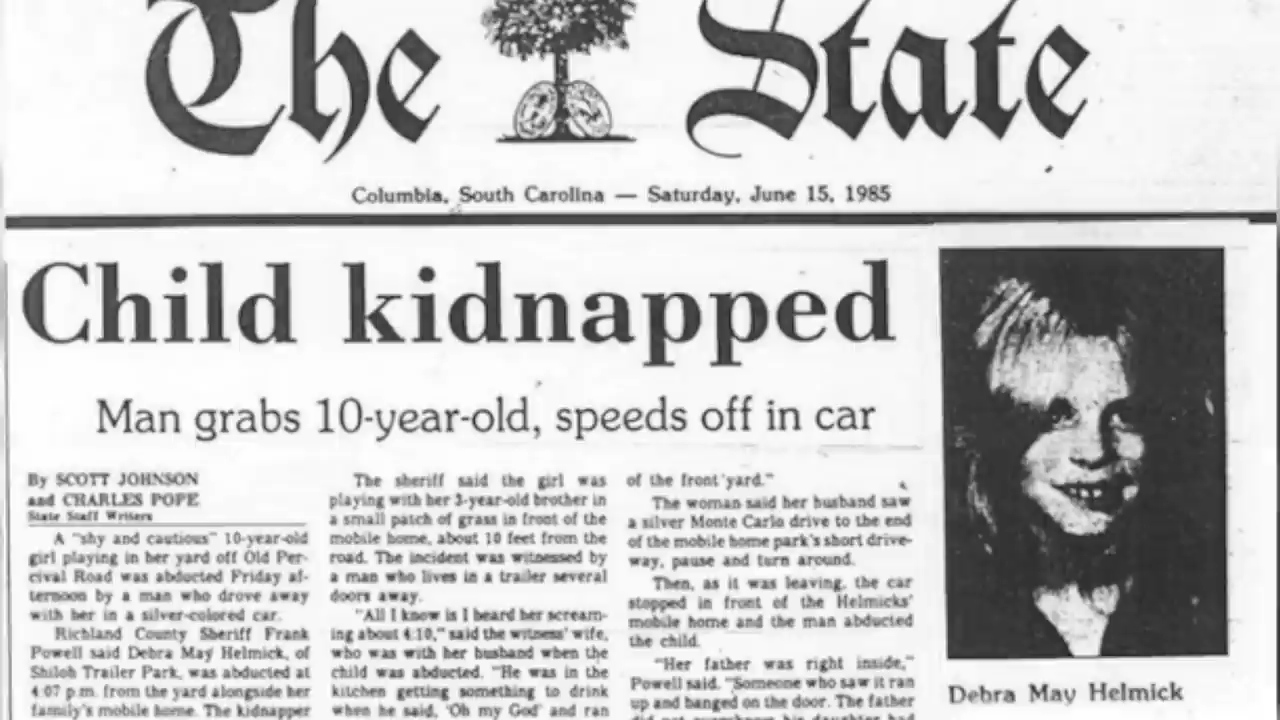 The State
Columbia, South Carolina — Saturday, June 15, 1985
Child kidnapped
Man grabs 10-year-old, speeds off in car
By SCOTT JOHNSON
and CHARLES POPE
State Staff Writers
A "shy and cautious" 10-year-old
girl playing in her yard off Old Per-
cival Road was abducted Friday af-
ternoon by a man who drove away
with her in a silver-colored car.
Richland County Sheriff Frank
Powell said Debra May Helmick, of
Shiloh Trailer Park, was abducted at
4:07 p.m. from the yard alongside her
family's mobile home. The kidnapper
The sheriff said the girl was
playing with her 3-year-old brother in
a small patch of grass in front of the
mobile home, about 10 feet from the
road. The incident was witnessed by
a man who lives in a trailer several
doors away.
"All I know is I heard her scream-
ing about 4:10," said the witness' wife,
who was with her husband when the
child was abducted. "He was in the
kitchen getting something to drink
when he said, 'Oh my God' and ran
of the front yard."
The woman said her husband saw
a silver Monte Carlo drive to the end
of the mobile home park's short drive-
way, pause and turn around.
Then, as it was leaving, the car
stopped in front of the Helmicks'
mobile home and the man abducted
the child.
"Her father was right inside,"
Powell said. "Someone who saw it ran
up and banged on the door. The father
did not his daughter had
Debra May Helmick